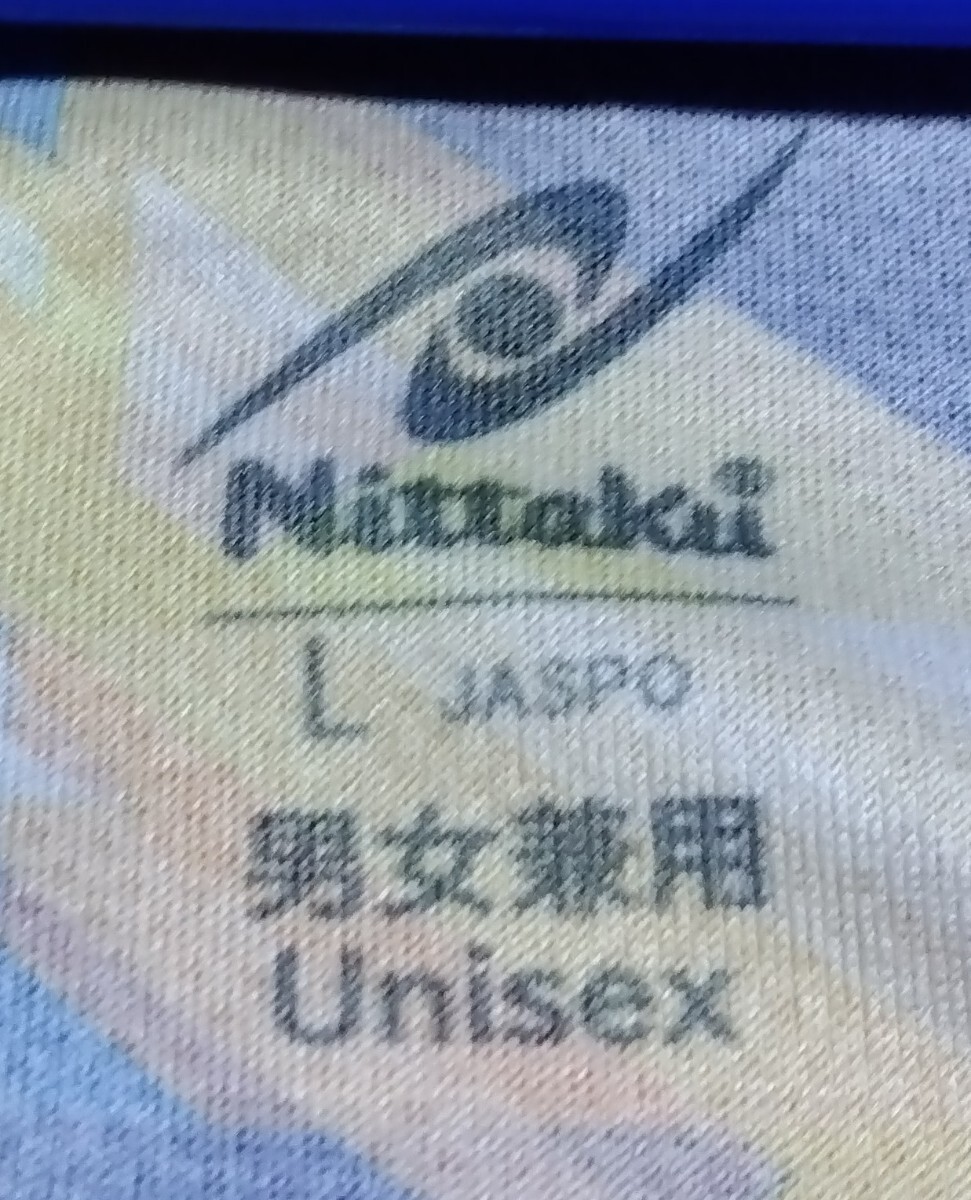 Nittaku®
L JASPO
男女兼用
Unisex